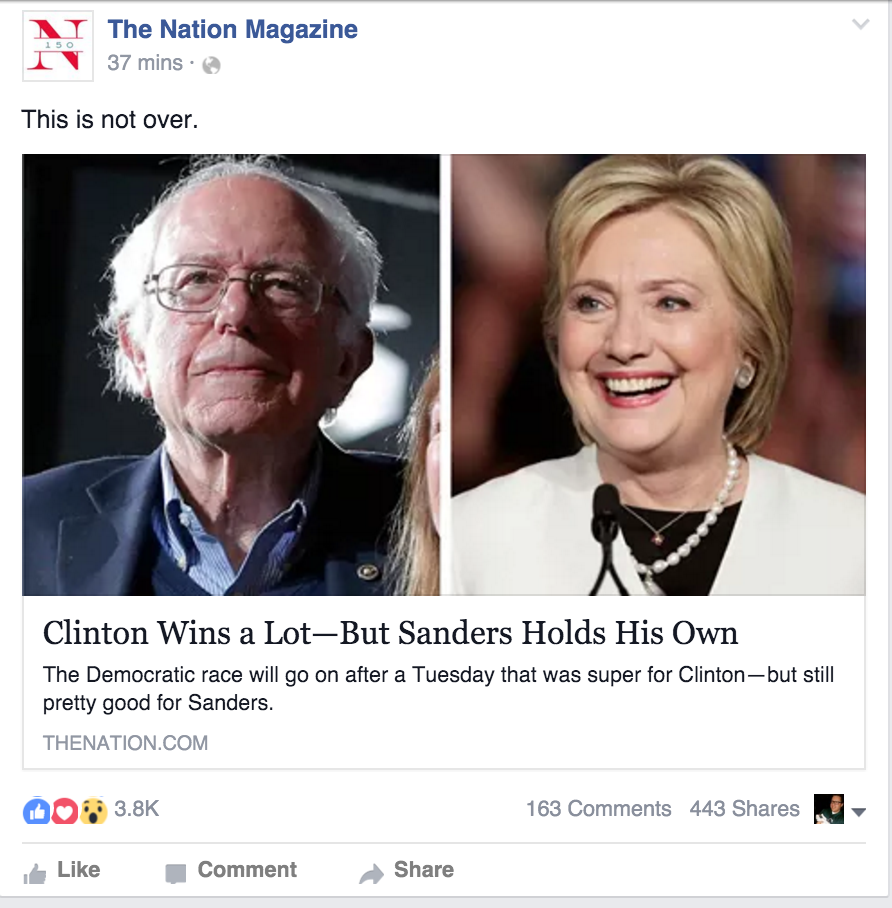 N
150
The Nation Magazine
37 mins ·
This is not over.
Clinton Wins a Lot—But Sanders Holds His Own
The Democratic race will go on after a Tuesday that was super for Clinton—but still
pretty good for Sanders.
THENATION.COM
3.8K 163 Comments 443 Shares
Like Comment Share